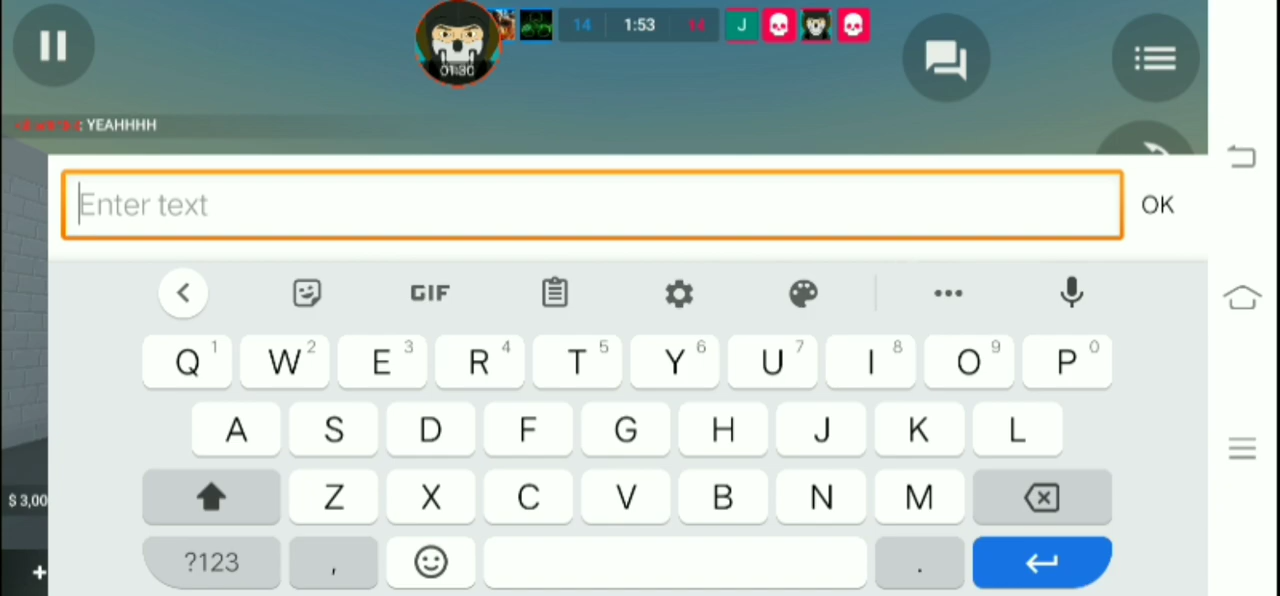 14 1:53 14 J
01:30
: YEAHHHH
Enter text
OK
GIF
Q 1 W 2 E 3 R 4 T 5 Y 6 U 7 I 8 O 9 P 0
A S D F G H J K L
Z X C V B N M
$ 3,00
?123 , .
+